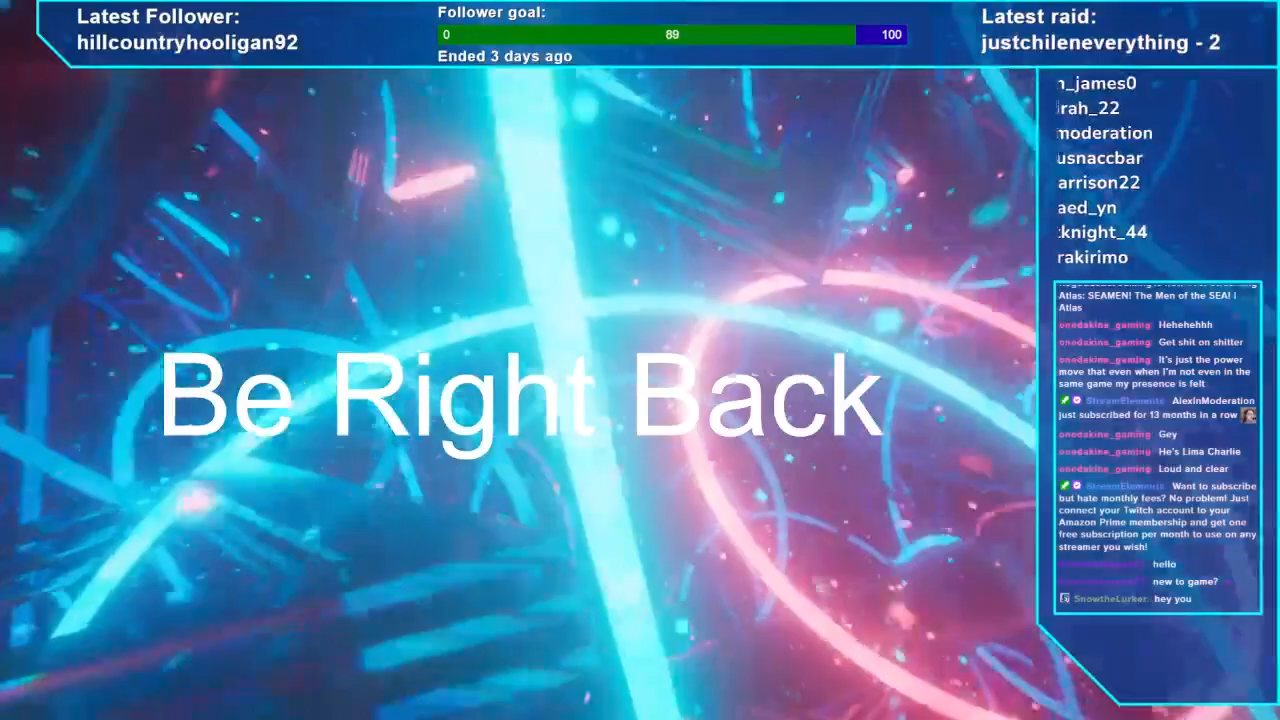 Latest Follower:
hillcountryhooligan92
Follower goal:
0 89 100
Ended 3 days ago
Latest raid:
justchileneverything - 2
_james0
rah_22
moderation
usnaccbar
arrison22
aed_yn
knight_44
rakirimo
Be Right Back
Atlas: SEAMEN! The Men of the SEA! |
Atlas
onedakine_gaming: Hehehehhh
onedakine_gaming: Get shit on shitter
onedakine_gaming: It's just the power
move that even when I'm not even in the
same game my presence is felt
StreamElements: AlexInModeration
just subscribed for 13 months in a row
onedakine_gaming: Gey
onedakine_gaming: He's Lima Charlie
onedakine_gaming: Loud and clear
StreamElements: Want to subscribe
but hate monthly fees? No problem! Just
connect your Twitch account to your
Amazon Prime membership and get one
free subscription per month to use on any
streamer you wish!
hello
new to game?
SnowtheLurker: hey you